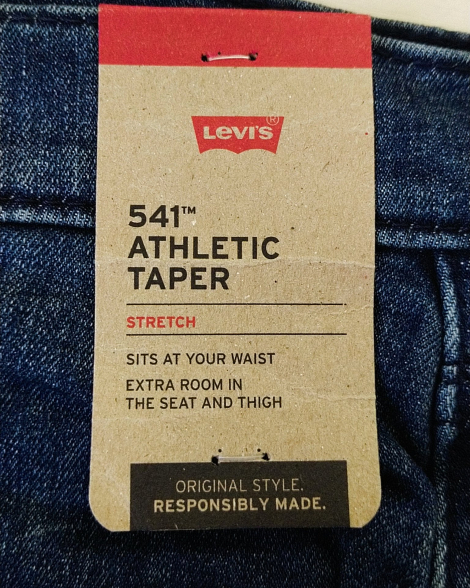 Levi's ®
541™
ATHLETIC
TAPER
STRETCH
SITS AT YOUR WAIST
EXTRA ROOM IN
THE SEAT AND THIGH
ORIGINAL STYLE.
RESPONSIBLY MADE.